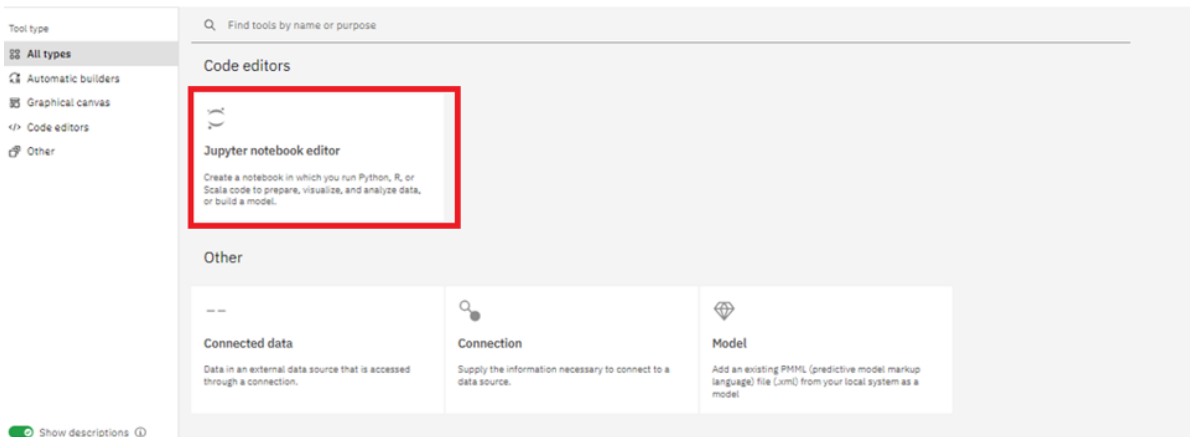 Tool type
All types
Automatic builders
Graphical canvas
Code editors
Other
Show descriptions
Find tools by name or purpose
Code editors
Jupyter notebook editor
Create a notebook in which you run Python, R, or
Scala code to prepare, visualize, and analyze data,
or build a model.
Other
Connected data
Data in an external data source that is accessed
through a connection.
Connection
Supply the information necessary to connect to a
data source.
Model
Add an existing PMML (predictive model markup
language) file (.xml) from your local system as a
model